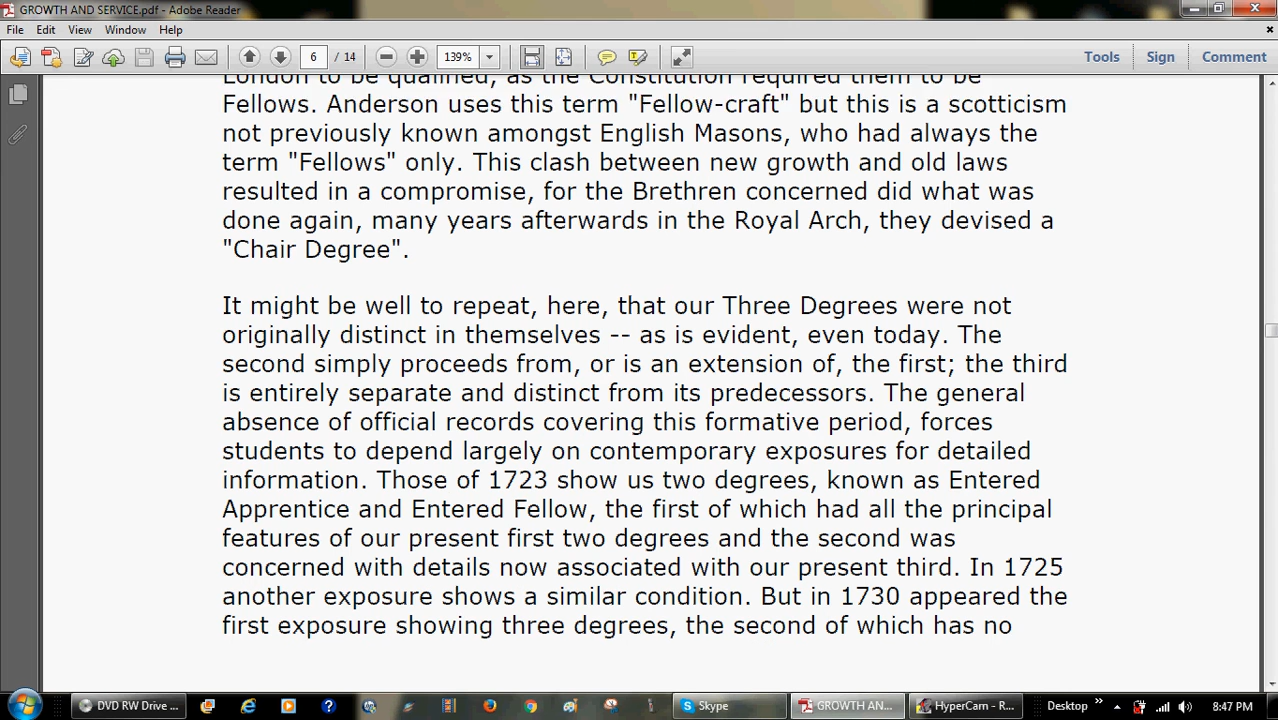 GROWTH AND SERVICE.pdf - Adobe Reader
File Edit View Window Help
6 / 14 139% Tools Sign Comment
London to be qualified, as the Constitution required them to be
Fellows. Anderson uses this term "Fellow-craft" but this is a scotticism
not previously known amongst English Masons, who had always the
term "Fellows" only. This clash between new growth and old laws
resulted in a compromise, for the Brethren concerned did what was
done again, many years afterwards in the Royal Arch, they devised a
"Chair Degree".
It might be well to repeat, here, that our Three Degrees were not
originally distinct in themselves -- as is evident, even today. The
second simply proceeds from, or is an extension of, the first; the third
is entirely separate and distinct from its predecessors. The general
absence of official records covering this formative period, forces
students to depend largely on contemporary exposures for detailed
information. Those of 1723 show us two degrees, known as Entered
Apprentice and Entered Fellow, the first of which had all the principal
features of our present first two degrees and the second was
concerned with details now associated with our present third. In 1725
another exposure shows a similar condition. But in 1730 appeared the
first exposure showing three degrees, the second of which has no
DVD RW Drive ... Skype GROWTH AN... HyperCam - R... Desktop 8:47 PM